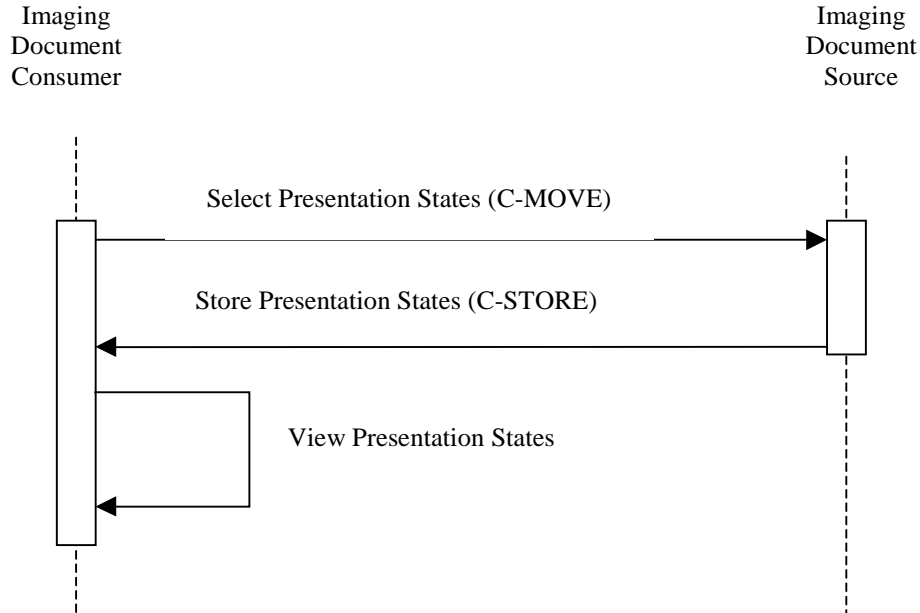 Imaging
Document
Consumer
Imaging
Document
Source
Select Presentation States (C-MOVE)
Store Presentation States (C-STORE)
View Presentation States